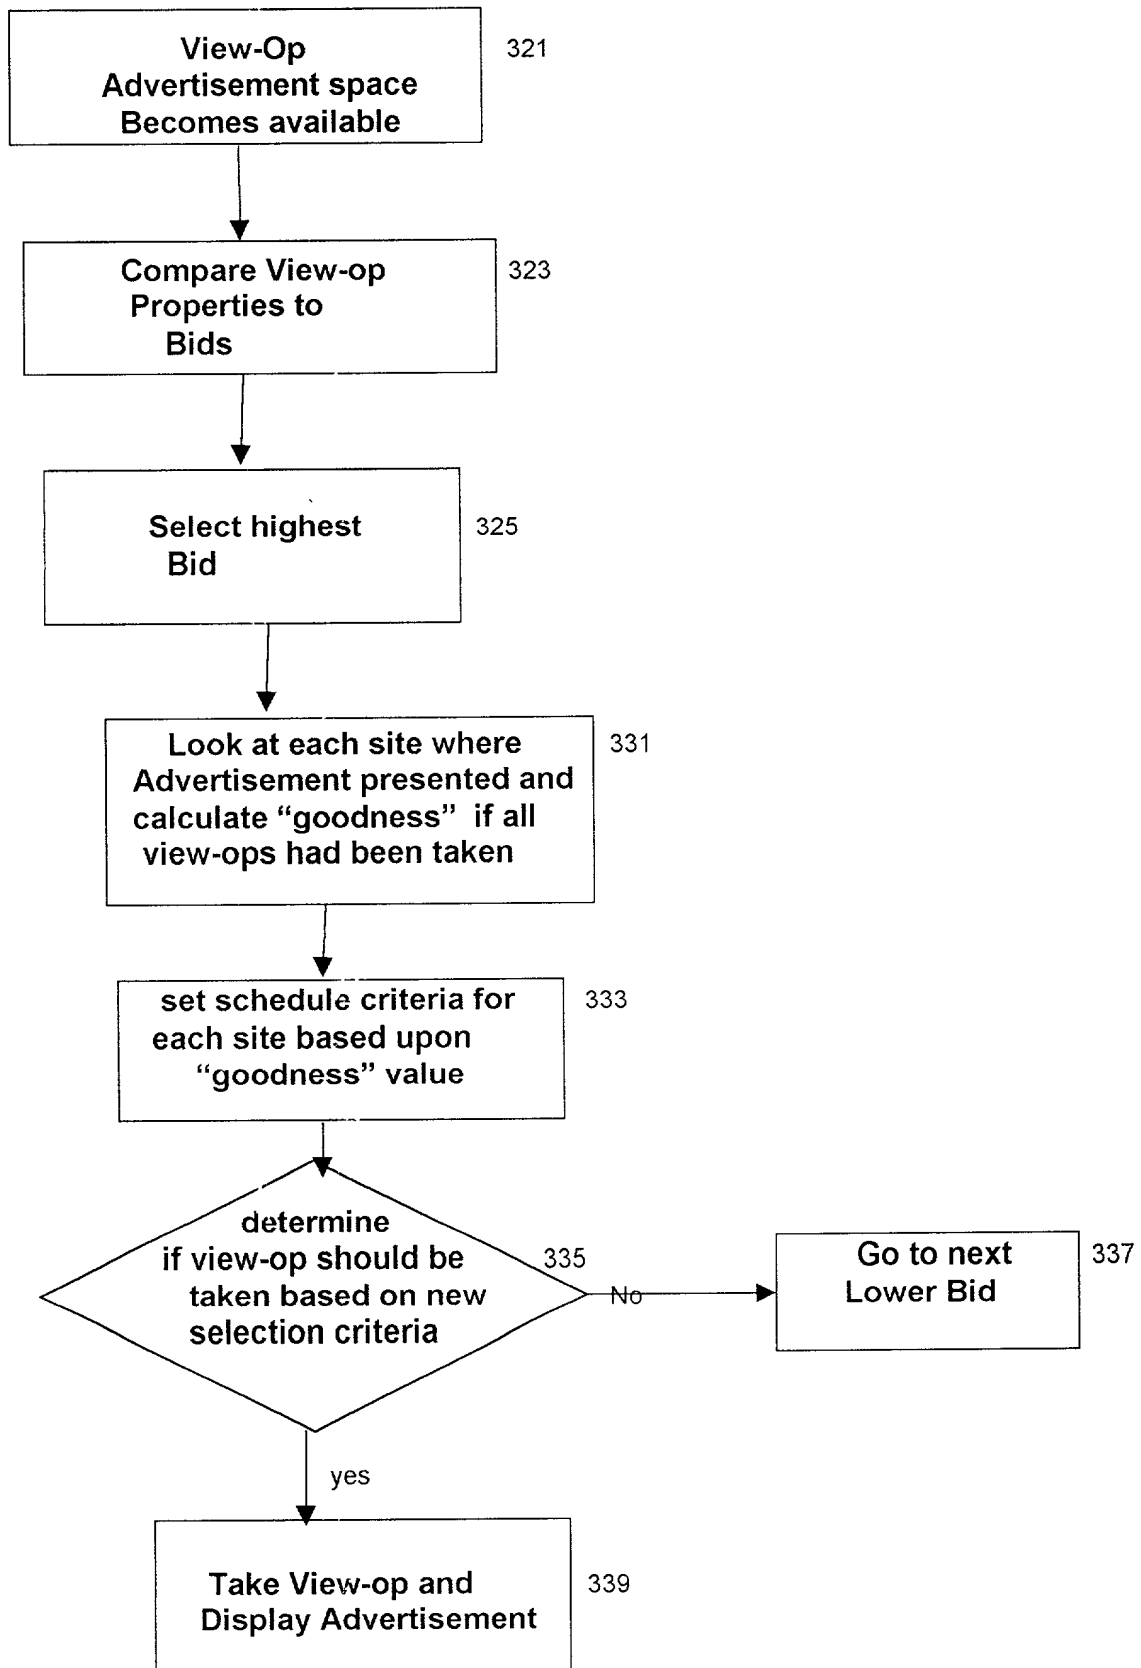 View-Op
Advertisement space
Becomes available
321
Compare View-op
Properties to
Bids
323
Select highest
Bid
325
Look at each site where
Advertisement presented and
calculate “goodness” if all
view-ops had been taken
331
set schedule criteria for
each site based upon
“goodness” value
333
determine
if view-op should be
taken based on new
selection criteria
335
No
Go to next
Lower Bid
337
yes
Take View-op and
Display Advertisement
339